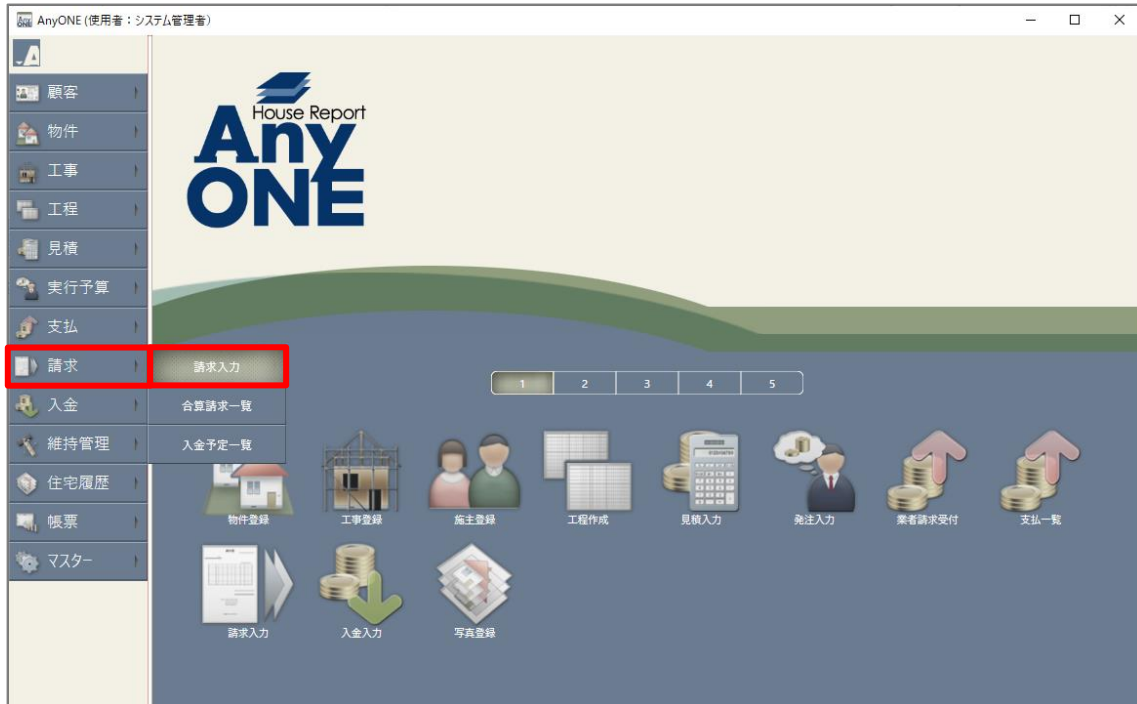 AnyONE (使用者：システム管理者)
顧客
物件
工事
工程
見積
実行予算
支払
請求
入金
維持管理
住宅履歴
帳票
マスター
請求入力
合算請求一覧
入金予定一覧
House Report
Any
ONE
1 2 3 4 5
物件登録 工事登録 施主登録 工程作成 見積入力 発注入力 業者請求受付 支払一覧
請求入力 入金入力 写真登録